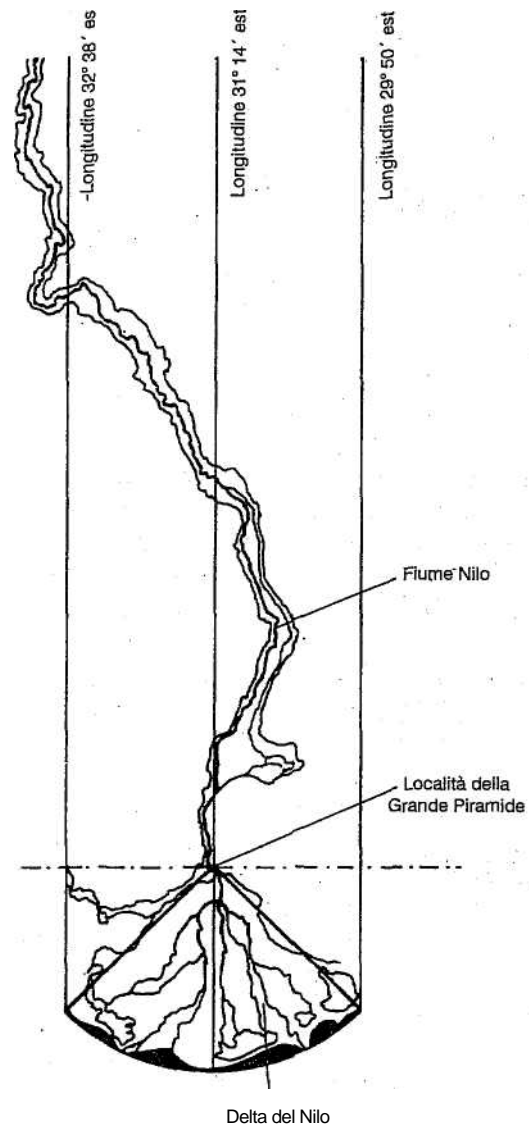 -Longitudine 32° 38′ es
Longitudine 31° 14′ est
Longitudine 29° 50′ est
Fiume Nilo
Località della
Grande Piramide
Delta del Nilo